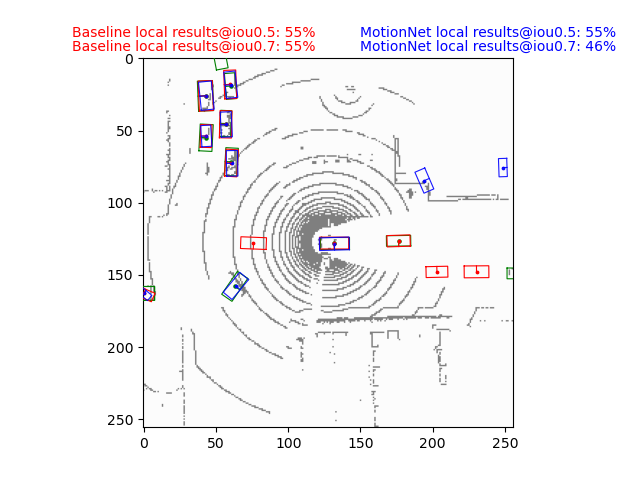 Baseline local results@iou0.5: 55% MotionNet local results@iou0.5: 55%
Baseline local results@iou0.7: 55% MotionNet local results@iou0.7: 46%
0
50
100
150
200
250
0 50 100 150 200 250